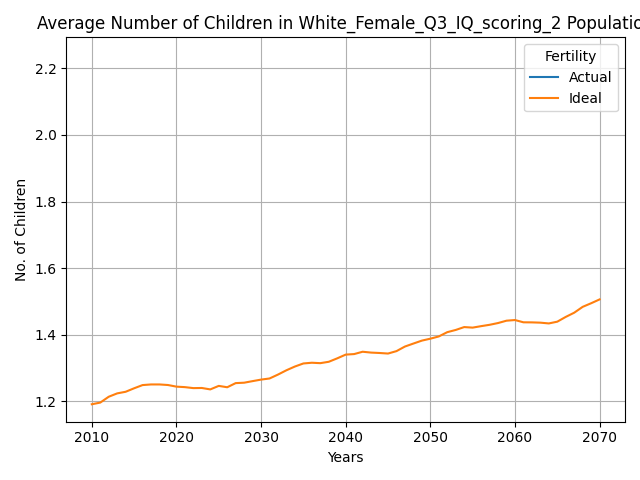 Average Number of Children in White_Female_Q3_IQ_scoring_2 Populatio
Fertility
Actual
Ideal
No. of Children
2.2
2.0
1.8
1.6
1.4
1.2
2010 2020 2030 2040 2050 2060 2070
Years